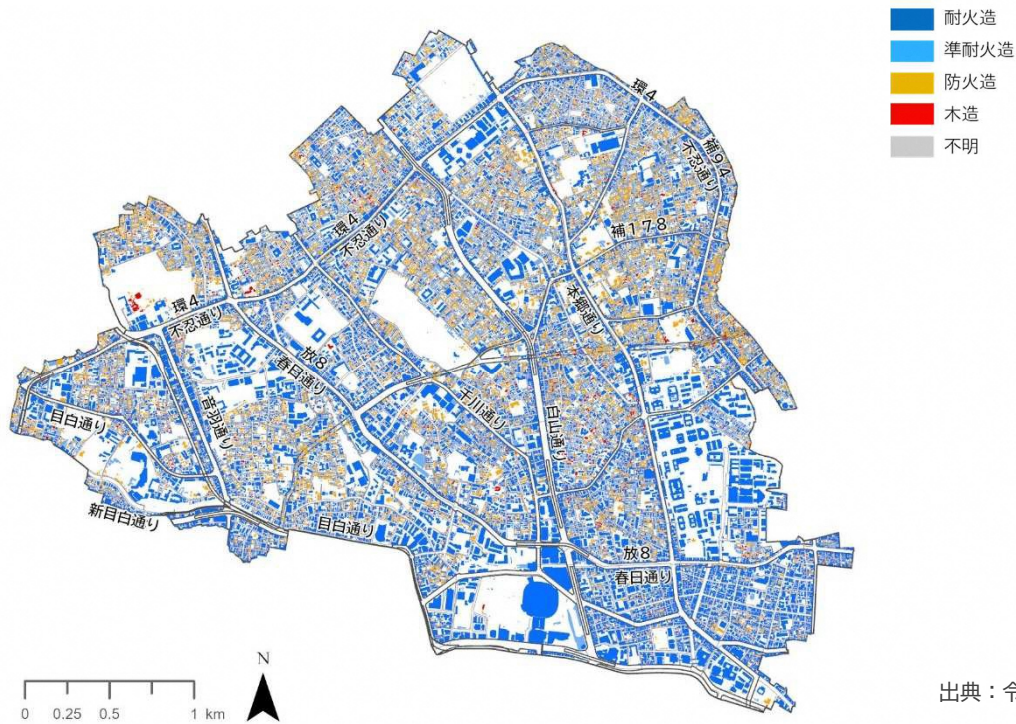 耐火造
準耐火造
防火造
木造
不明
環4
補94
不忍通り
補178
環4
不忍通り
本郷通り
環4
不忍通り
放8
春日通り
千川通り
白山通り
音羽通り
目白通り
新目白通り
目白通り
放8
春日通り
N
0 0.25 0.5 1 km
出典：令